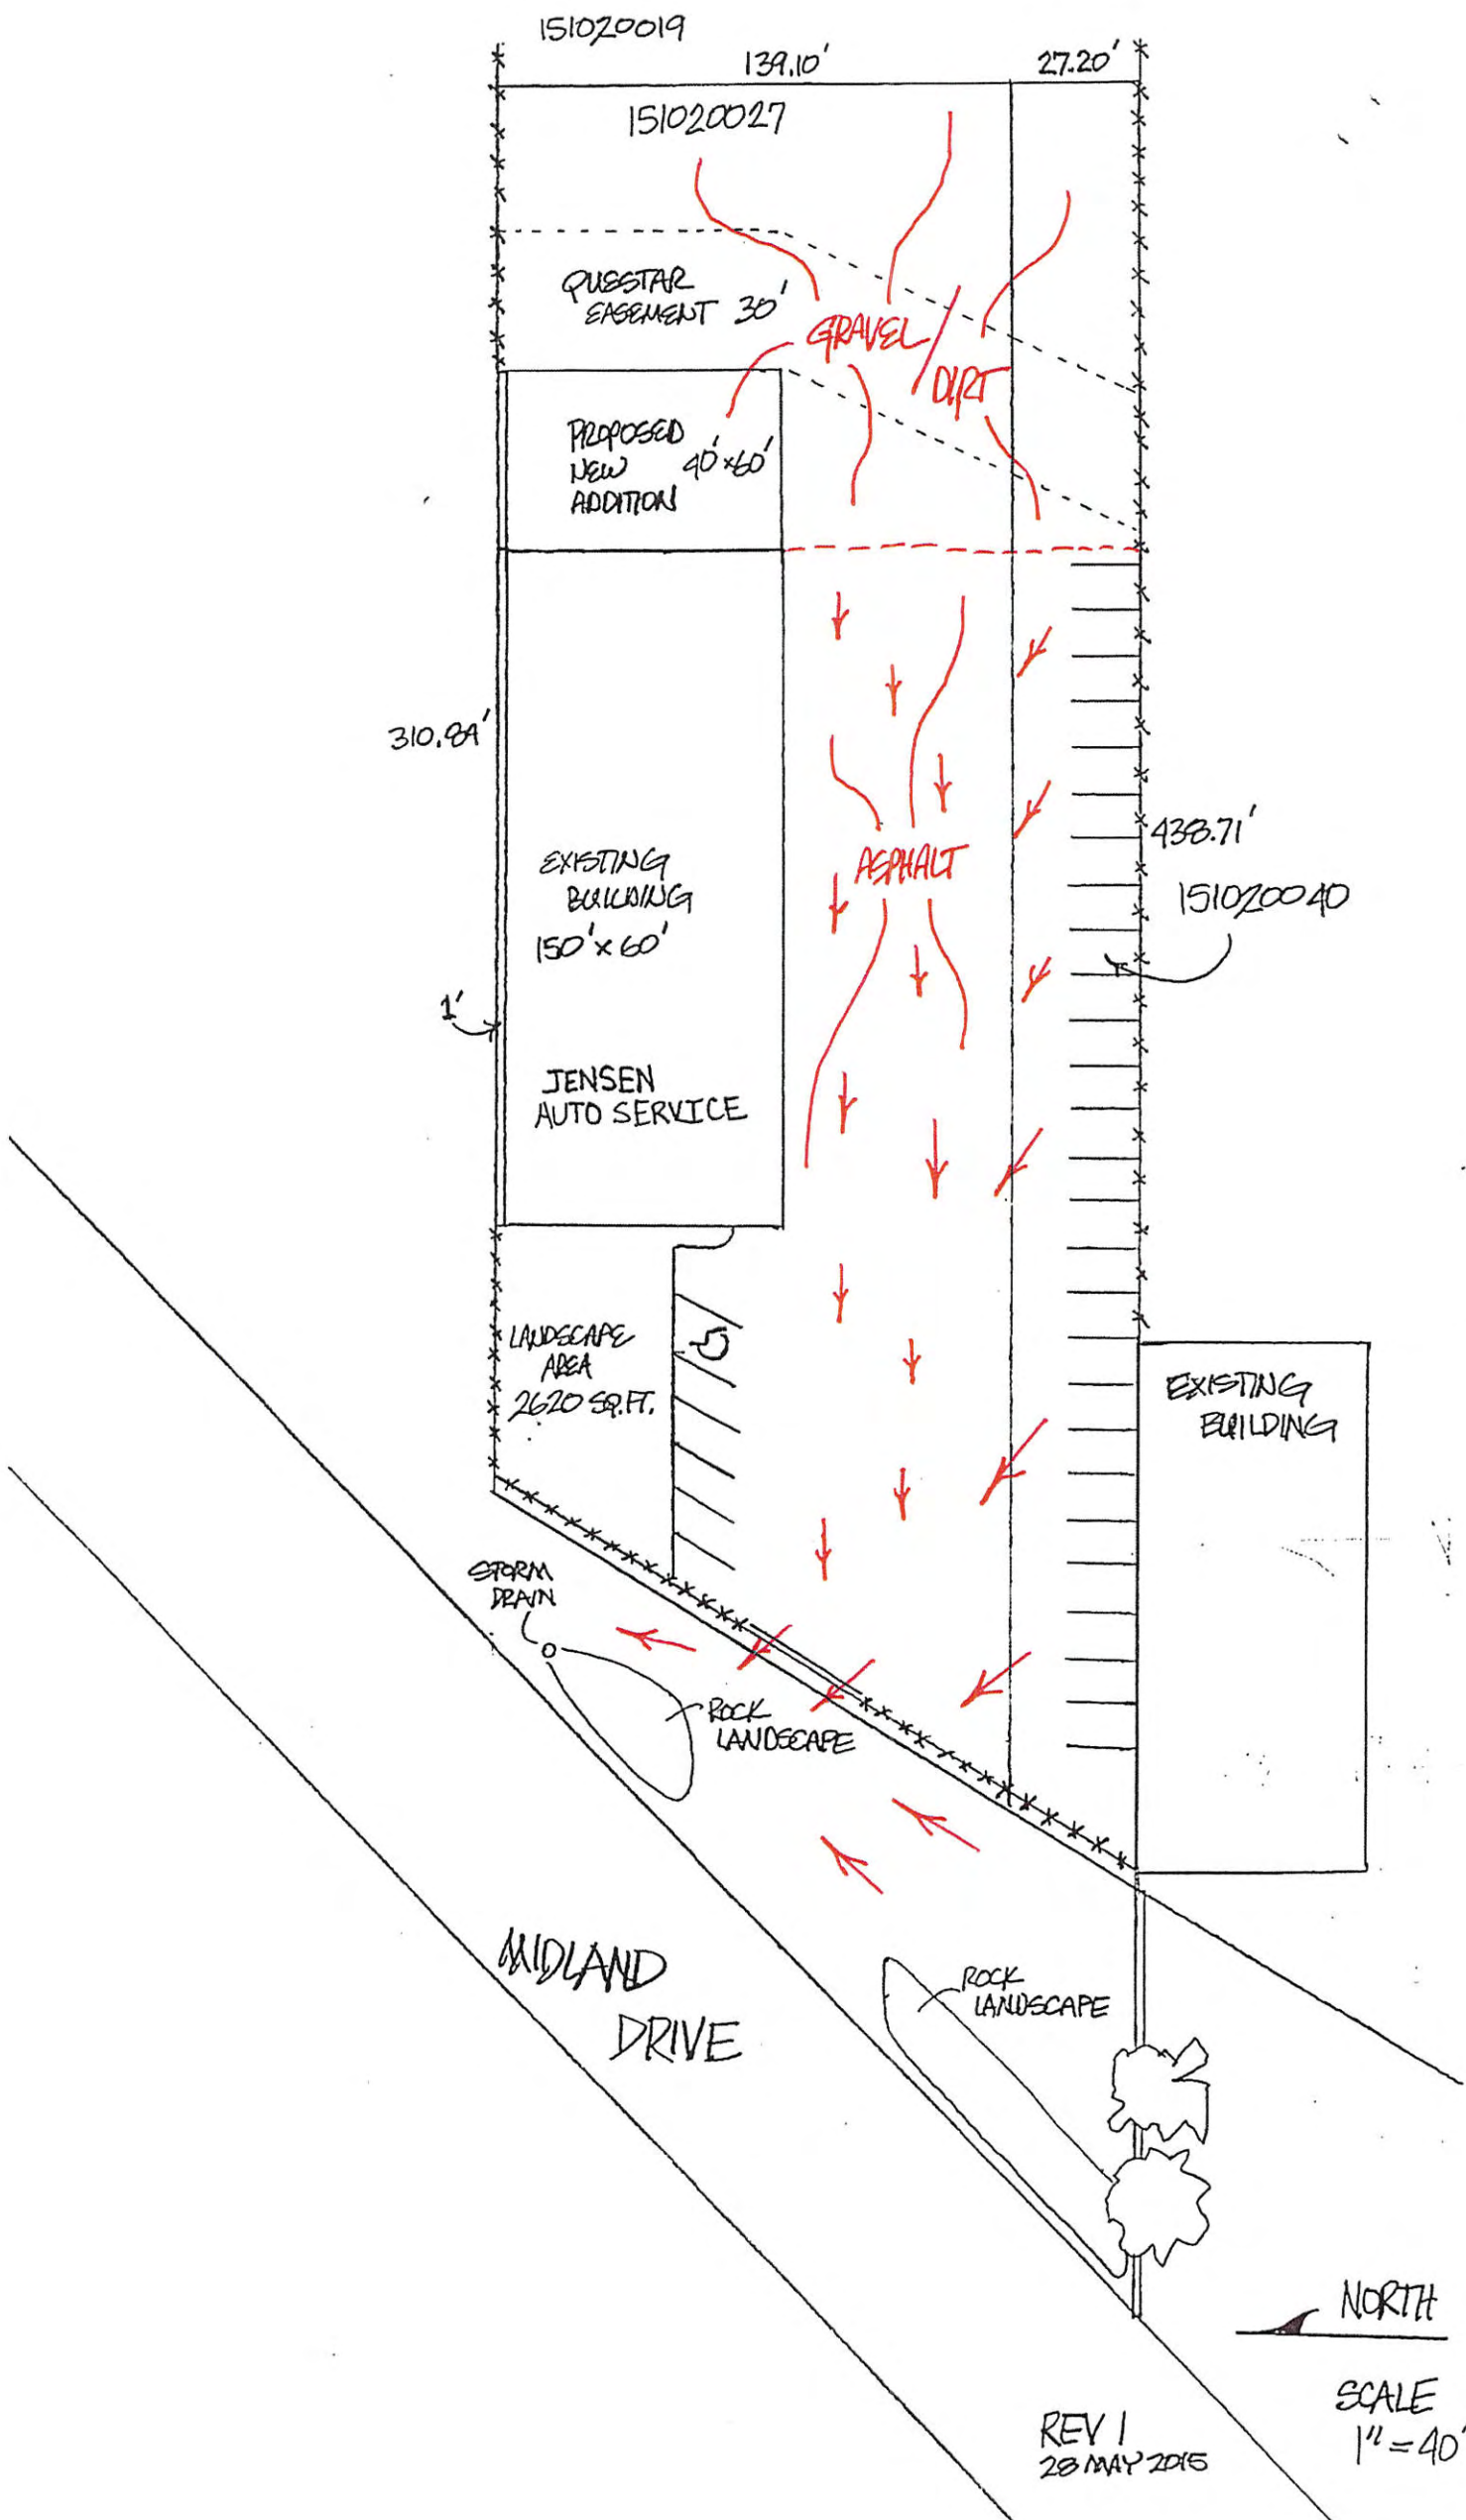 151020019
139.10'
27.20'
151020027
QUESTAR
EASEMENT 30'
GRAVEL/
DIRT
PROPOSED
NEW 40'x60'
ADDITION
310.84'
438.71'
ASPHALT
EXISTING
BUILDING
150'x60'
151020040
1'
JENSEN
AUTO SERVICE
LANDSCAPE
AREA
2620 SQ.FT.
EXISTING
BUILDING
STORM
DRAIN
ROCK
LANDSCAPE
MIDLAND
DRIVE
ROCK
LANDSCAPE
NORTH
SCALE
1"=40'
REV 1
28 MAY 2015